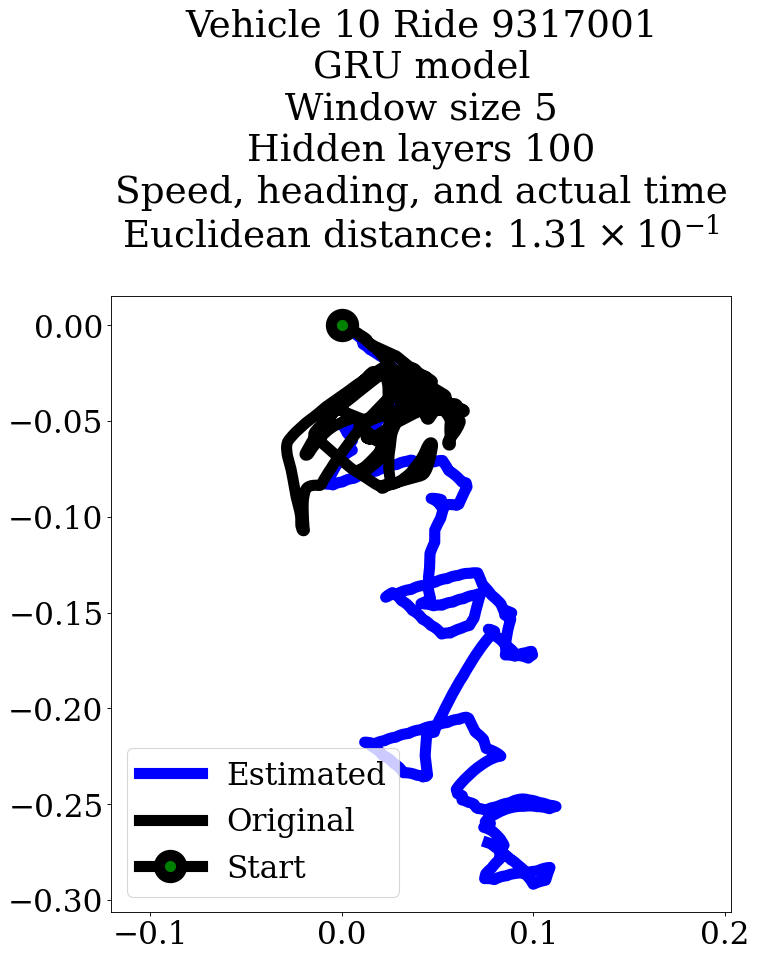 Vehicle 10 Ride 9317001
GRU model
Window size 5
Hidden layers 100
Speed, heading, and actual time
Euclidean distance: 1.31 × 10⁻¹
0.00
−0.05
−0.10
−0.15
−0.20
−0.25
−0.30
Estimated
Original
Start
−0.1 0.0 0.1 0.2